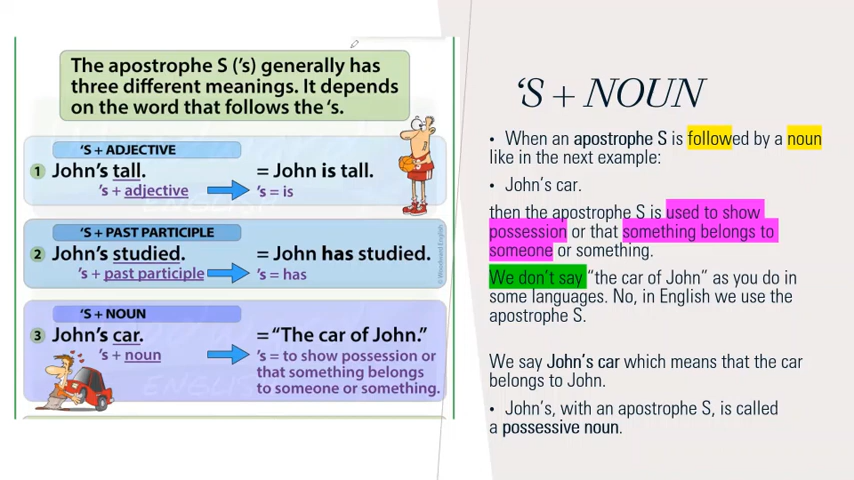 The apostrophe S ('s) generally has
three different meanings. It depends
on the word that follows the 's.
'S + ADJECTIVE
1 John's tall. = John is tall.
's + adjective 's = is
'S + PAST PARTICIPLE
2 John's studied. = John has studied.
's + past participle 's = has
© Woodward English
'S + NOUN
3 John's car. = "The car of John."
's + noun 's = to show possession or
that something belongs
to someone or something.
'S + NOUN
• When an apostrophe S is followed by a noun
like in the next example:
• John's car.
then the apostrophe S is used to show
possession or that something belongs to
someone or something.
We don't say "the car of John" as you do in
some languages. No, in English we use the
apostrophe S.
We say John's car which means that the car
belongs to John.
• John's, with an apostrophe S, is called
a possessive noun.